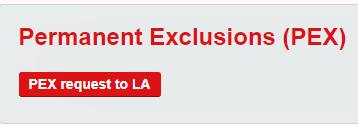 Permanent Exclusions (PEX)
PEX request to LA